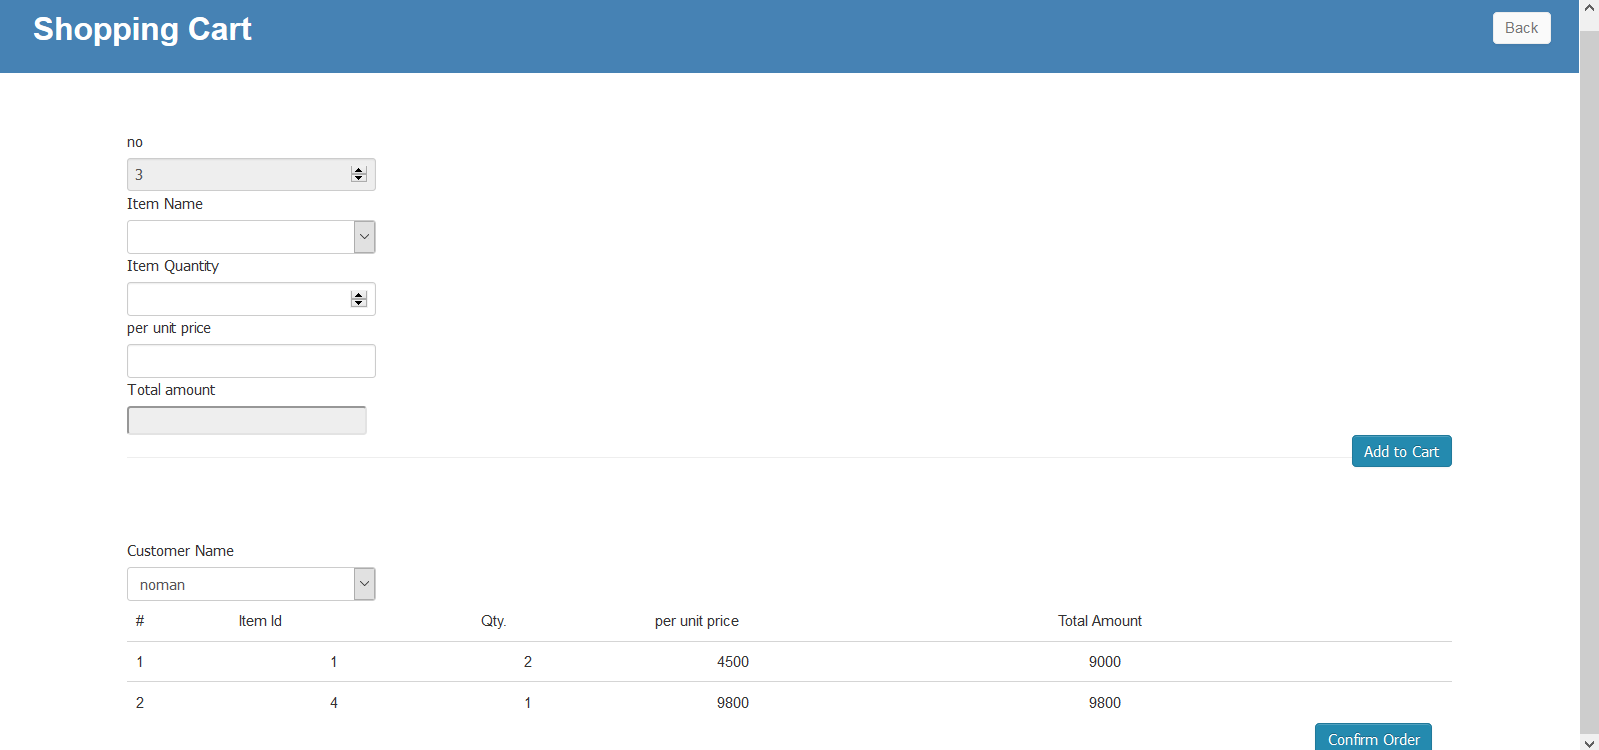 Shopping Cart
Back
no
3
Item Name
Item Quantity
per unit price
Total amount
Add to Cart
Customer Name
noman
# Item Id Qty. per unit price Total Amount
1 1 2 4500 9000
2 4 1 9800 9800
Confirm Order